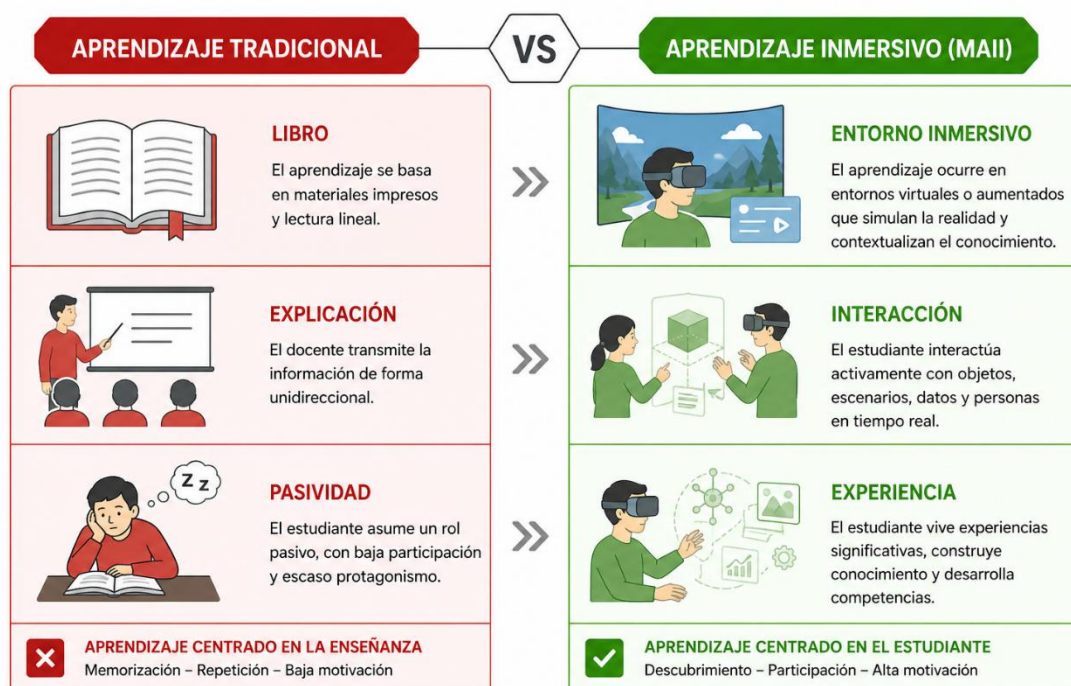 APRENDIZAJE TRADICIONAL
VS
APRENDIZAJE INMERSIVO (MAII)
LIBRO
El aprendizaje se basa
en materiales impresos
y lectura lineal.
ENTORNO INMERSIVO
El aprendizaje ocurre en
entornos virtuales o aumentados
que simulan la realidad y
contextualizan el conocimiento.
EXPLICACIÓN
El docente transmite la
información de forma
unidireccional.
INTERACCIÓN
El estudiante interactúa
activamente con objetos,
escenarios, datos y personas
en tiempo real.
Z Z
PASIVIDAD
El estudiante asume un rol
pasivo, con baja participación
y escaso protagonismo.
EXPERIENCIA
El estudiante vive experiencias
significativas, construye
conocimiento y desarrolla
competencias.
APRENDIZAJE CENTRADO EN LA ENSEÑANZA
Memorización – Repetición – Baja motivación
APRENDIZAJE CENTRADO EN EL ESTUDIANTE
Descubrimiento – Participación – Alta motivación